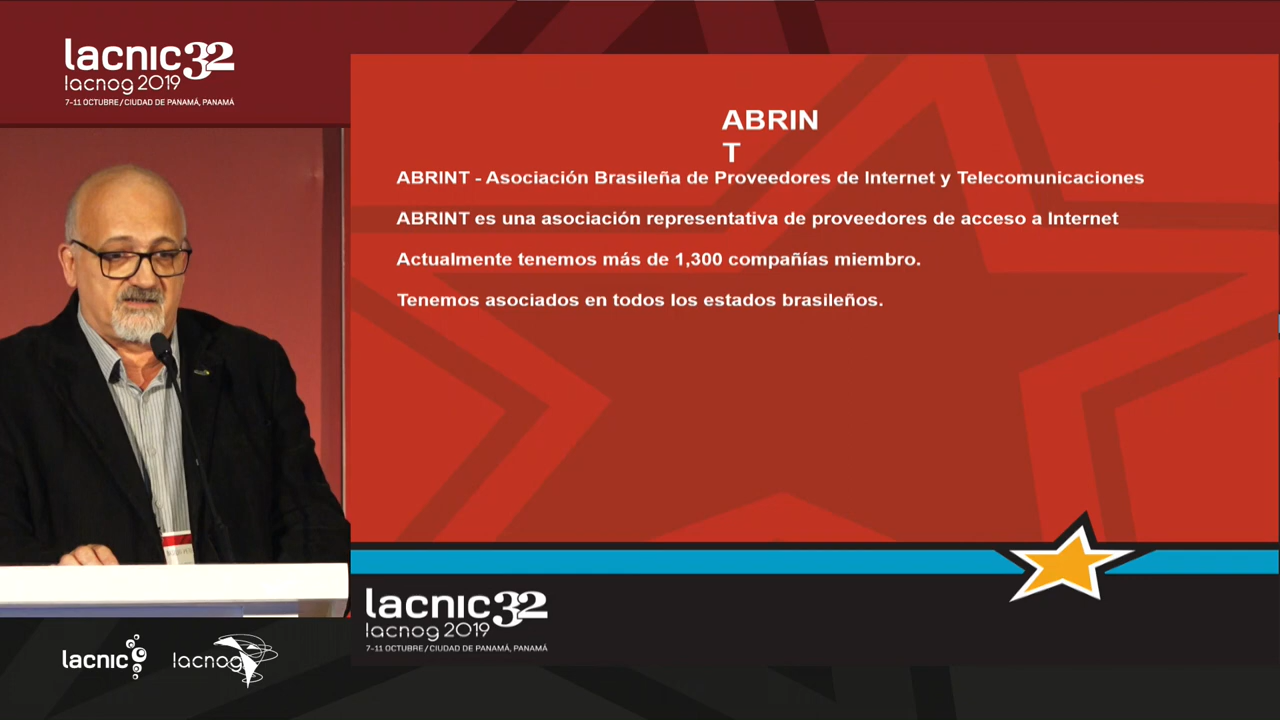 lacnic32
lacnog 2019
7-11 OCTUBRE / CIUDAD DE PANAMÁ, PANAMÁ
ABRIN
T
ABRINT - Asociación Brasileña de Proveedores de Internet y Telecomunicaciones
ABRINT es una asociación representativa de proveedores de acceso a Internet
Actualmente tenemos más de 1,300 compañías miembro.
Tenemos asociados en todos los estados brasileños.
lacnic32
lacnog 2019
7-11 OCTUBRE / CIUDAD DE PANAMÁ, PANAMÁ
lacnic
lacnog